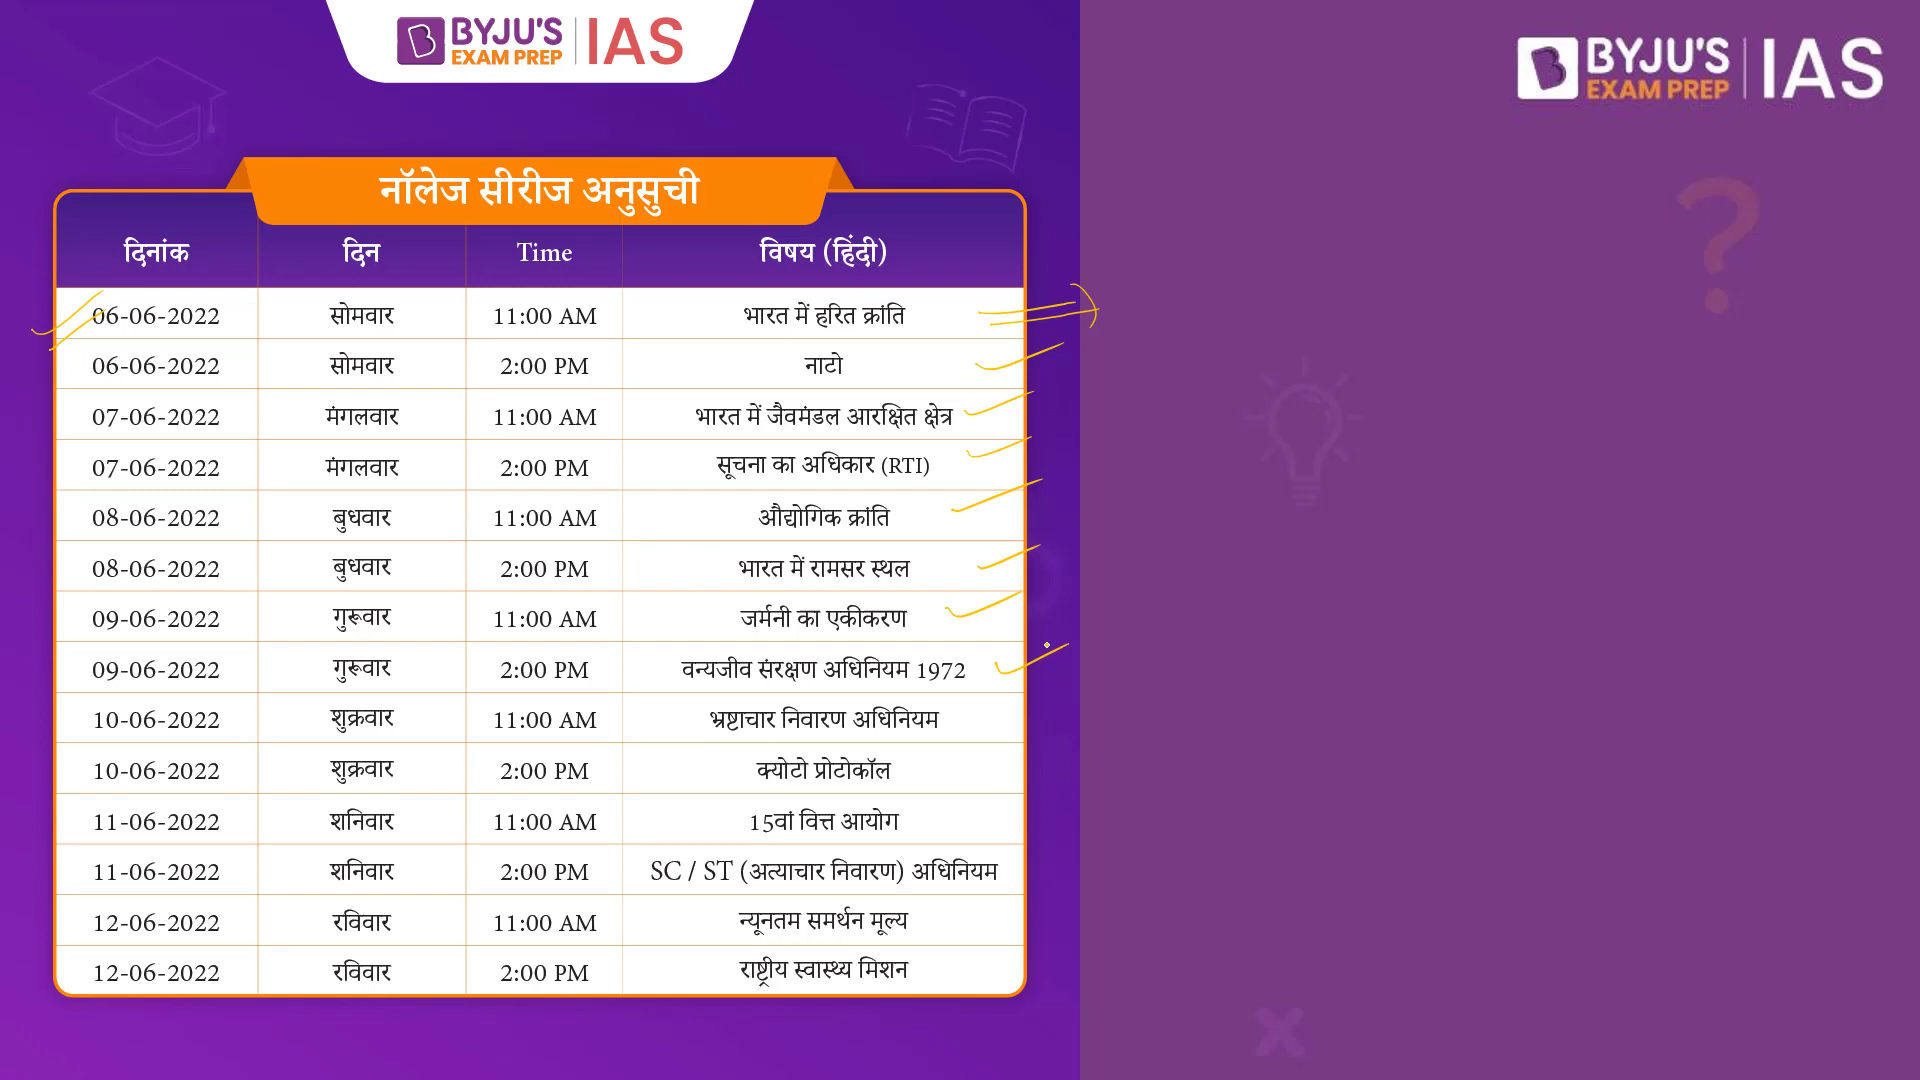 BYJU'S
EXAM PREP
IAS
BYJU'S
EXAM PREP
IAS
नॉलेज सीरीज अनुसुची
दिनांक दिन Time विषय (हिंदी)
06-06-2022 सोमवार 11:00 AM भारत में हरित क्रांति
06-06-2022 सोमवार 2:00 PM नाटो
07-06-2022 मंगलवार 11:00 AM भारत में जैवमंडल आरक्षित क्षेत्र
07-06-2022 मंगलवार 2:00 PM सूचना का अधिकार (RTI)
08-06-2022 बुधवार 11:00 AM औद्योगिक क्रांति
08-06-2022 बुधवार 2:00 PM भारत में रामसर स्थल
09-06-2022 गुरूवार 11:00 AM जर्मनी का एकीकरण
09-06-2022 गुरूवार 2:00 PM वन्यजीव संरक्षण अधिनियम 1972
10-06-2022 शुक्रवार 11:00 AM भ्रष्टाचार निवारण अधिनियम
10-06-2022 शुक्रवार 2:00 PM क्योटो प्रोटोकॉल
11-06-2022 शनिवार 11:00 AM 15वां वित्त आयोग
11-06-2022 शनिवार 2:00 PM SC / ST (अत्याचार निवारण) अधिनियम
12-06-2022 रविवार 11:00 AM न्यूनतम समर्थन मूल्य
12-06-2022 रविवार 2:00 PM राष्ट्रीय स्वास्थ्य मिशन